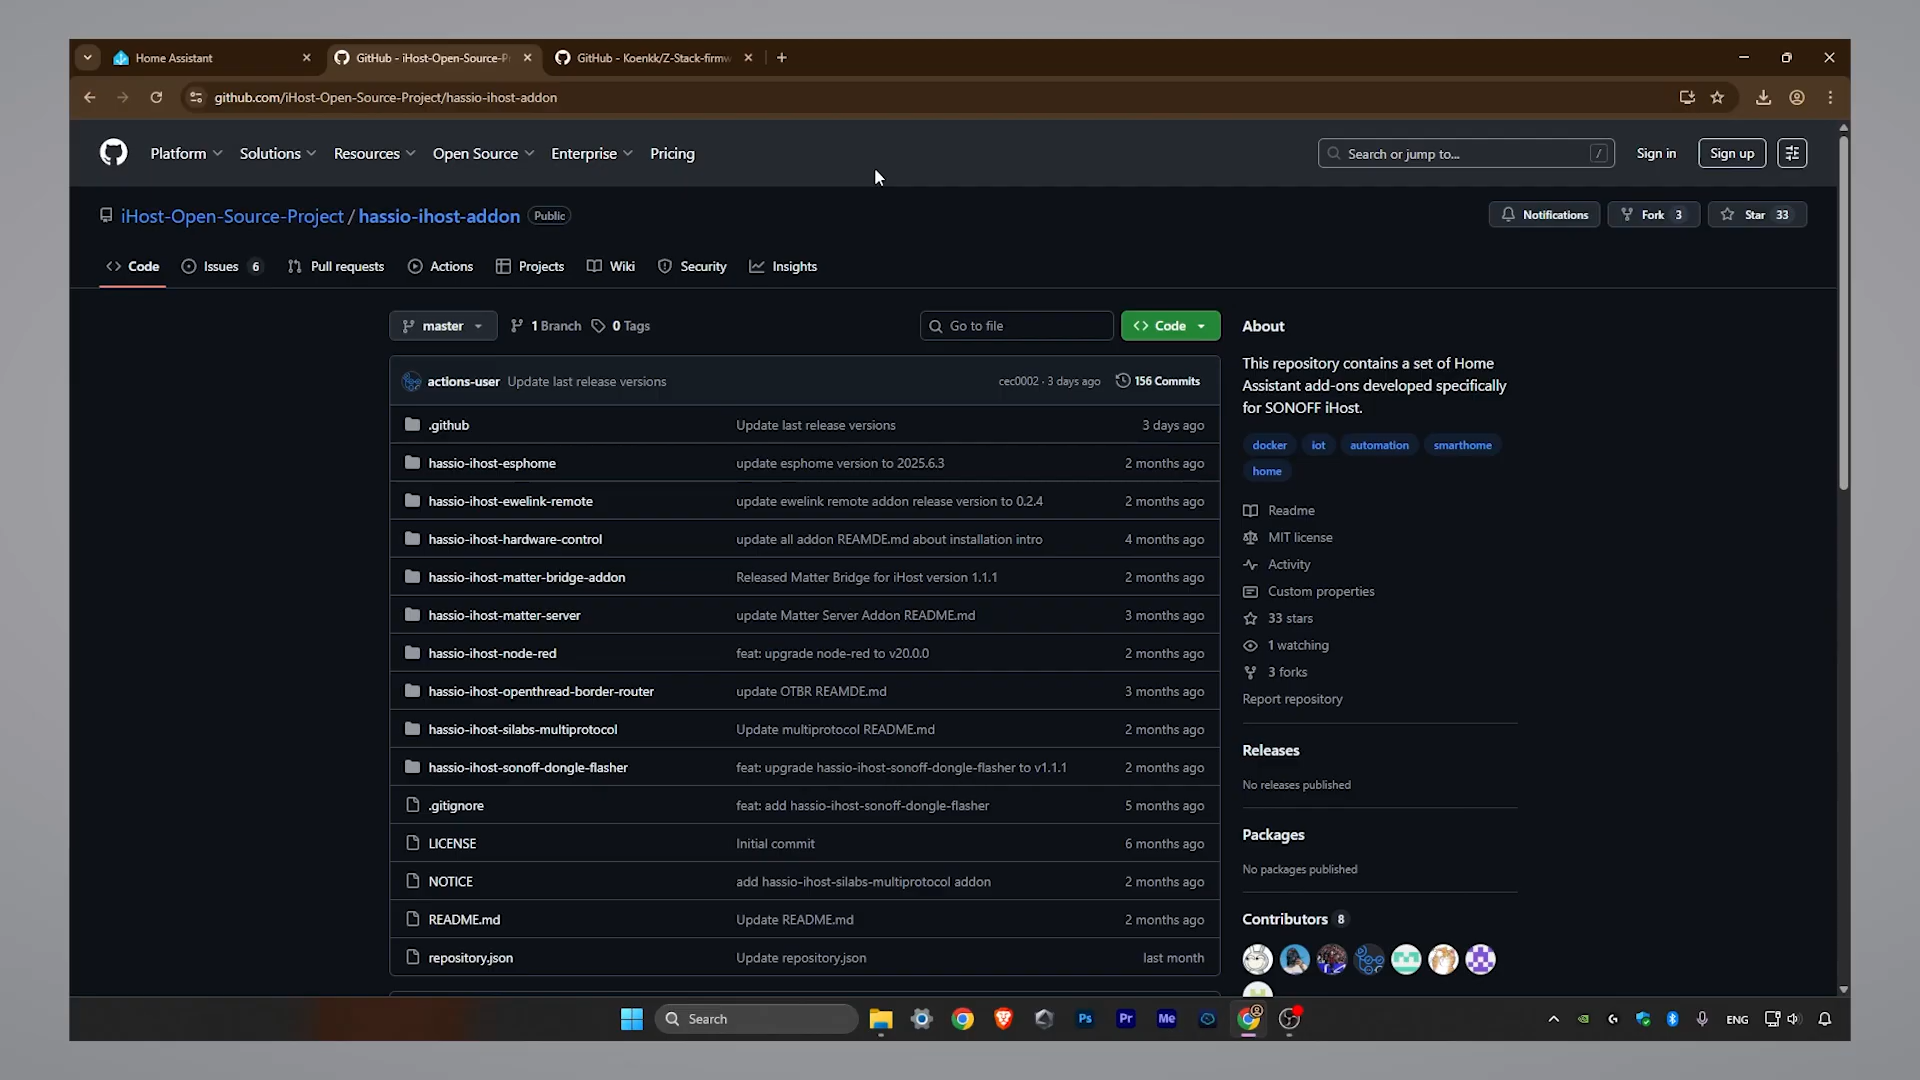 Home Assistant
GitHub - iHost-Open-Source-P
GitHub - Koenkk/Z-Stack-firmw
github.com/iHost-Open-Source-Project/hassio-ihost-addon
Platform
Solutions
Resources
Open Source
Enterprise
Pricing
Search or jump to...
/
Sign in
Sign up
iHost-Open-Source-Project / hassio-ihost-addon
Public
Notifications
Fork 3
Star 33
Code
Issues 6
Pull requests
Actions
Projects
Wiki
Security
Insights
master
1 Branch
0 Tags
Go to file
Code
actions-user Update last release versions
cec0002 · 3 days ago
156 Commits
.github Update last release versions 3 days ago
hassio-ihost-esphome update esphome version to 2025.6.3 2 months ago
hassio-ihost-ewelink-remote update ewelink remote addon release version to 0.2.4 2 months ago
hassio-ihost-hardware-control update all addon REAMDE.md about installation intro 4 months ago
hassio-ihost-matter-bridge-addon Released Matter Bridge for iHost version 1.1.1 2 months ago
hassio-ihost-matter-server update Matter Server Addon README.md 3 months ago
hassio-ihost-node-red feat: upgrade node-red to v20.0.0 2 months ago
hassio-ihost-openthread-border-router update OTBR REAMDE.md 3 months ago
hassio-ihost-silabs-multiprotocol Update multiprotocol README.md 2 months ago
hassio-ihost-sonoff-dongle-flasher feat: upgrade hassio-ihost-sonoff-dongle-flasher to v1.1.1 2 months ago
.gitignore feat: add hassio-ihost-sonoff-dongle-flasher 5 months ago
LICENSE Initial commit 6 months ago
NOTICE add hassio-ihost-silabs-multiprotocol addon 2 months ago
README.md Update README.md 2 months ago
repository.json Update repository.json last month
About
This repository contains a set of Home
Assistant add-ons developed specifically
for SONOFF iHost.
docker iot automation smarthome
home
Readme
MIT license
Activity
Custom properties
33 stars
1 watching
3 forks
Report repository
Releases
No releases published
Packages
No packages published
Contributors 8
Search
Ps
Pr
Me
ENG